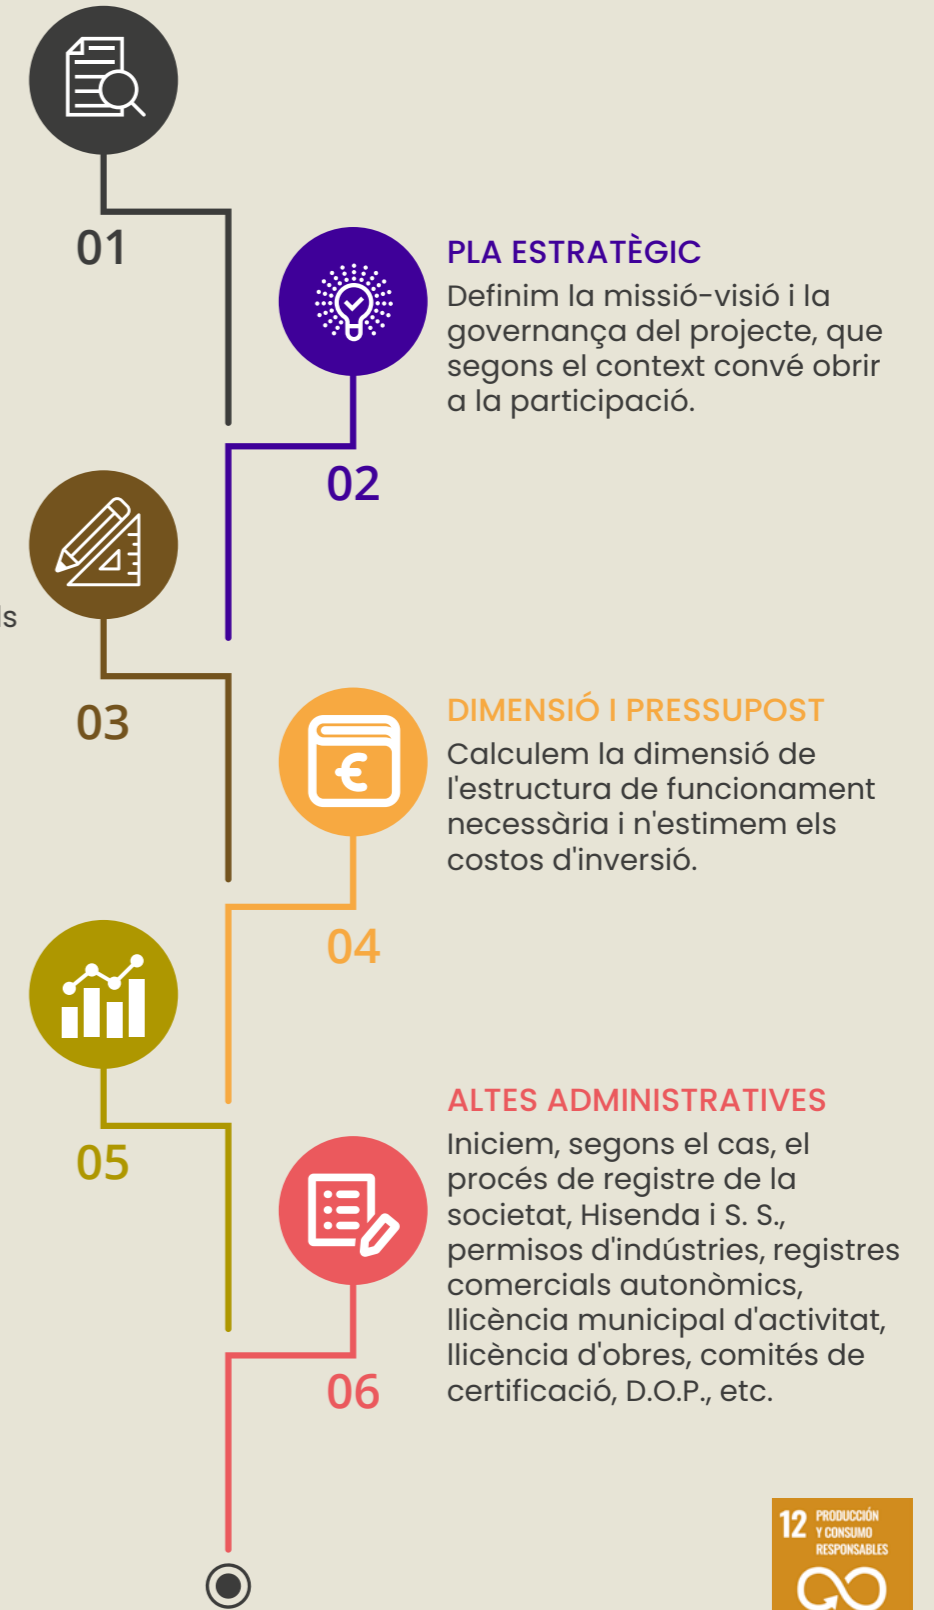 01
PLA ESTRATÈGIC
Definim la missió-visió i la
governança del projecte, que
segons el context convé obrir
a la participació.
02
03
DIMENSIÓ I PRESSUPOST
Calculem la dimensió de
l'estructura de funcionament
necessària i n'estimem els
costos d'inversió.
04
05
ALTES ADMINISTRATIVES
Iniciem, segons el cas, el
procés de registre de la
societat, Hisenda i S. S.,
permisos d'indústries, registres
comercials autonòmics,
llicència municipal d'activitat,
llicència d'obres, comités de
certificació, D.O.P., etc.
06
12 PRODUCCIÓN
Y CONSUMO
RESPONSABLES